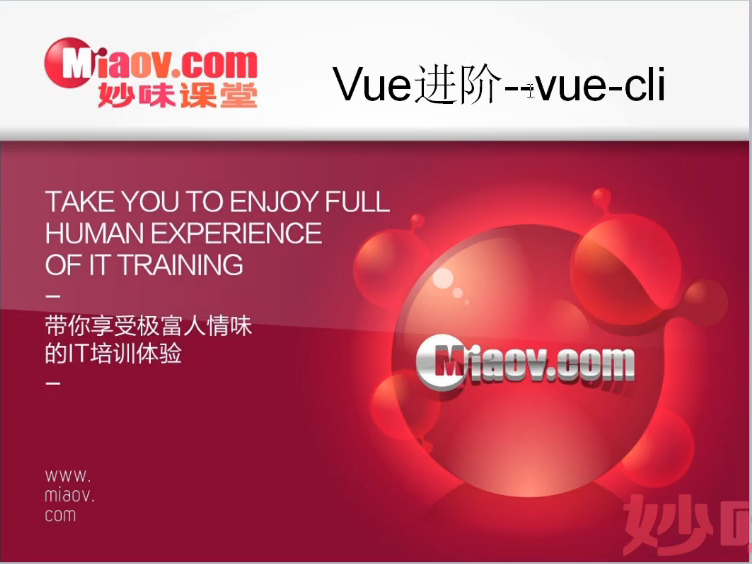 Miaov.com
妙味课堂
Vue进阶--vue-cli
TAKE YOU TO ENJOY FULL
HUMAN EXPERIENCE
OF IT TRAINING
带你享受极富人情味
的IT培训体验
Miaov.com
www.
miaov.
com
妙味